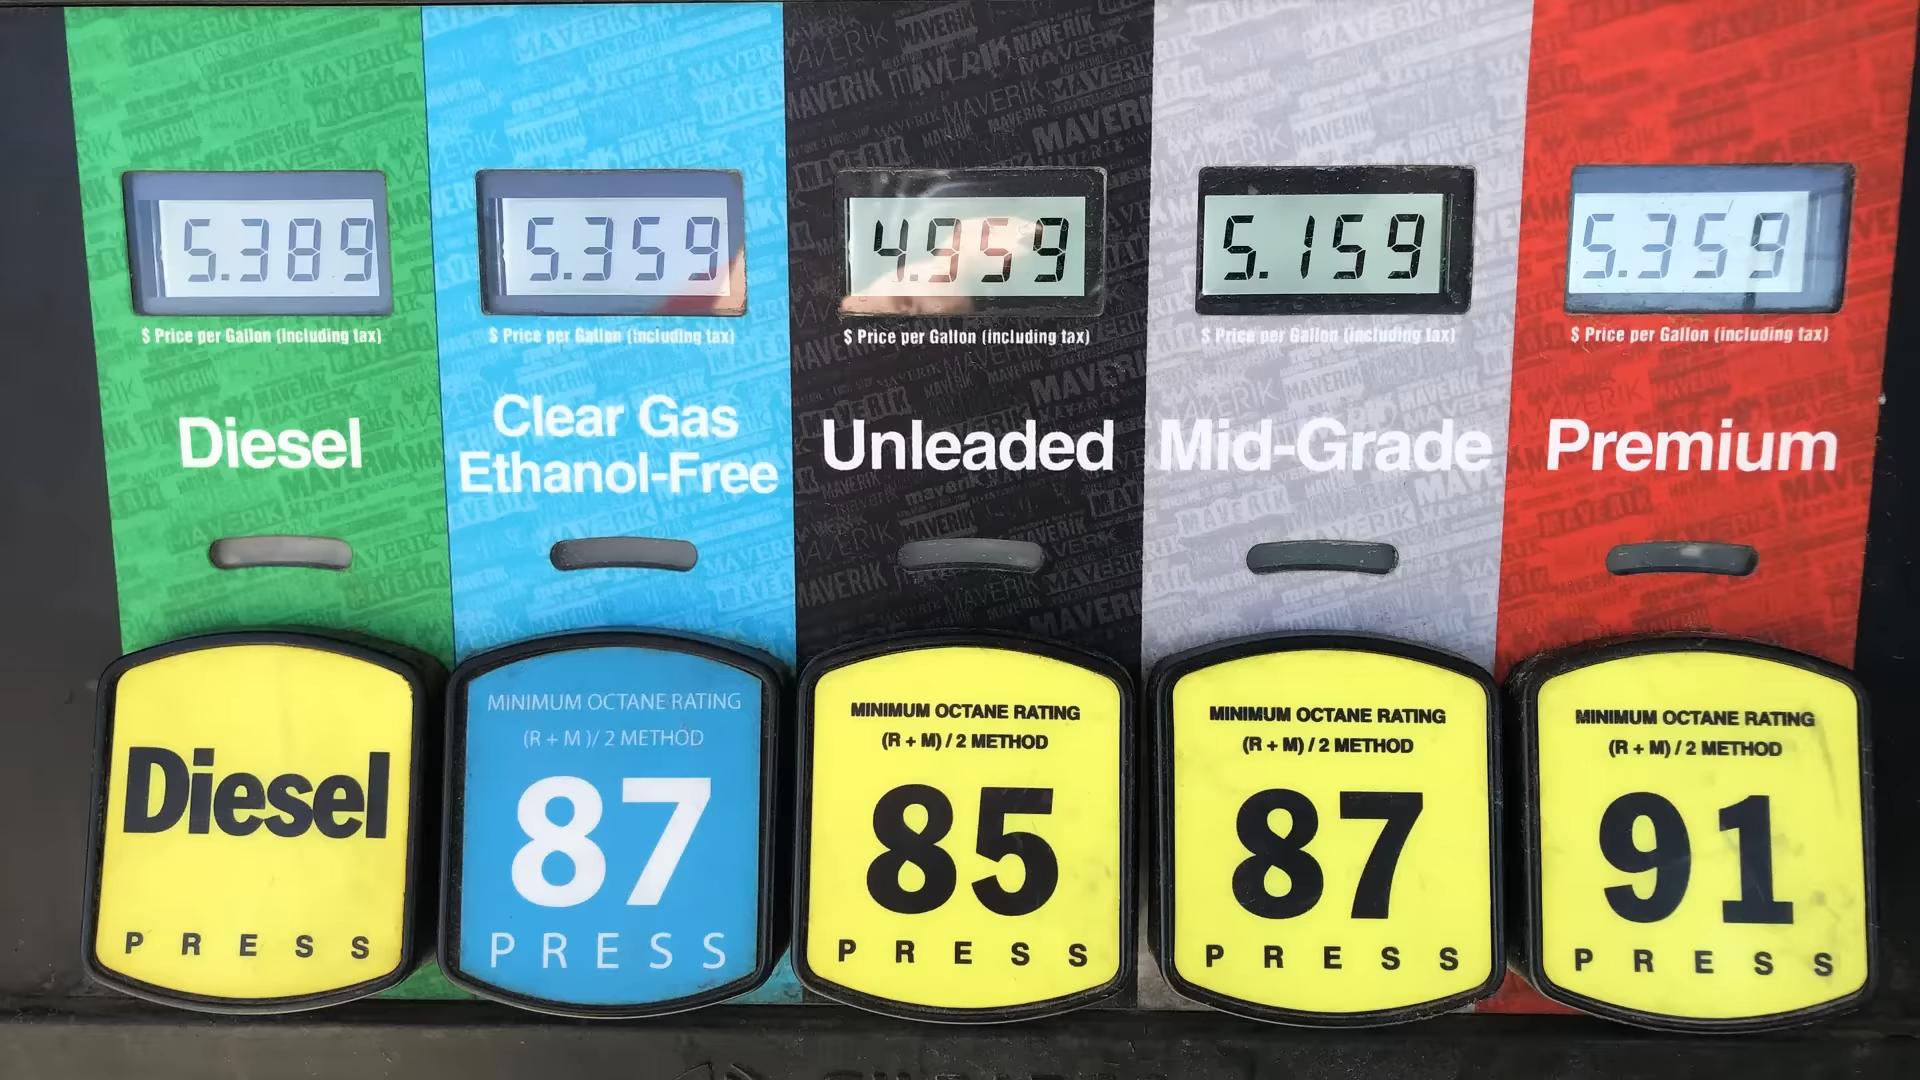 5.389
$ Price per Gallon (including tax)
Diesel
Diesel
PRESS
5.359
$ Price per Gallon (including tax)
Clear Gas
Ethanol-Free
MINIMUM OCTANE RATING
(R + M )/ 2 METHOD
87
PRESS
4.959
$ Price per Gallon (including tax)
Unleaded
MINIMUM OCTANE RATING
(R + M) / 2 METHOD
85
PRESS
5.159
$ Price per Gallon (including tax)
Mid-Grade
MINIMUM OCTANE RATING
(R + M) / 2 METHOD
87
PRESS
5.359
$ Price per Gallon (including tax)
Premium
MINIMUM OCTANE RATING
(R + M) / 2 METHOD
91
PRESS
MAVERIK